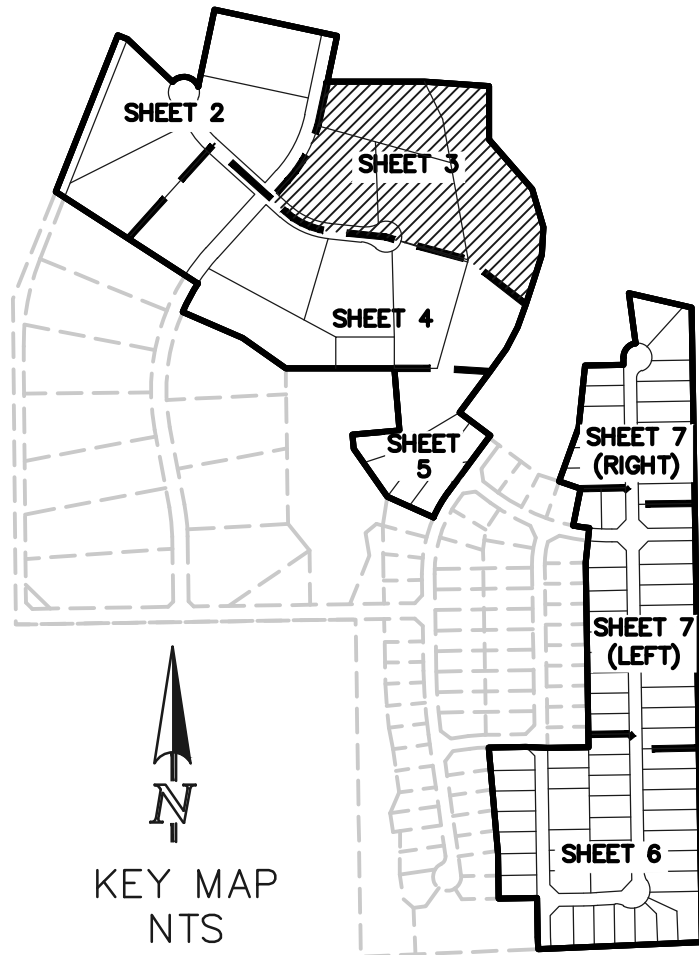 SHEET 2
SHEET 3
SHEET 4
SHEET
5
SHEET 7
(RIGHT)
SHEET 7
(LEFT)
SHEET 6
N
KEY MAP
NTS